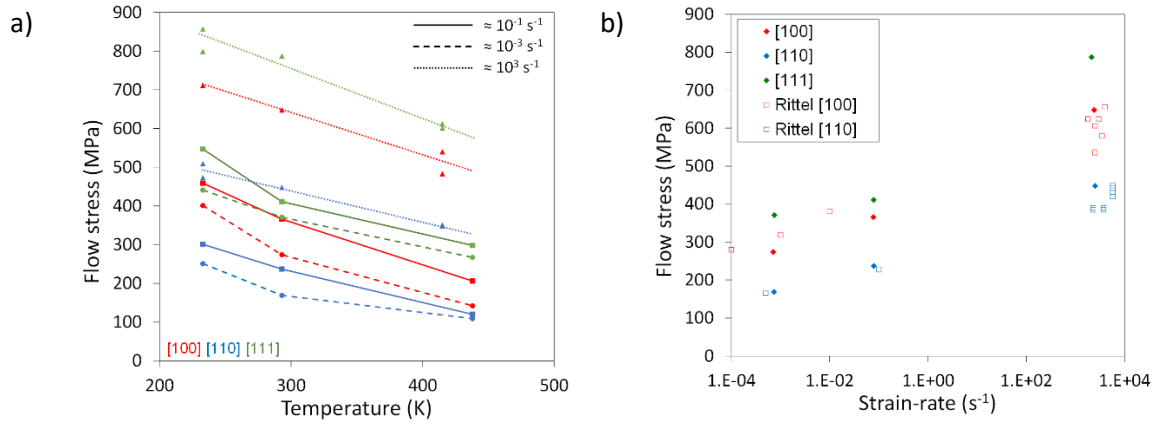 a)
Flow stress (MPa)
900
800
700
600
500
400
300
200
100
0
≈ 10⁻¹ s⁻¹
≈ 10⁻³ s⁻¹
≈ 10³ s⁻¹
[100] [110] [111]
200 300 400 500
Temperature (K)
b)
Flow stress (MPa)
900
800
700
600
500
400
300
200
100
0
[100]
[110]
[111]
Rittel [100]
Rittel [110]
1.E-04 1.E-02 1.E+00 1.E+02 1.E+04
Strain-rate (s⁻¹)